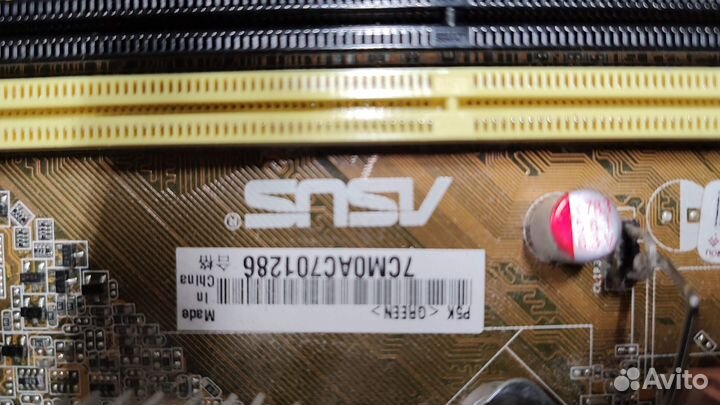 P5K <GREEN>
Made
In
China
7CM0AC701286
合格
ASUS®
Avito